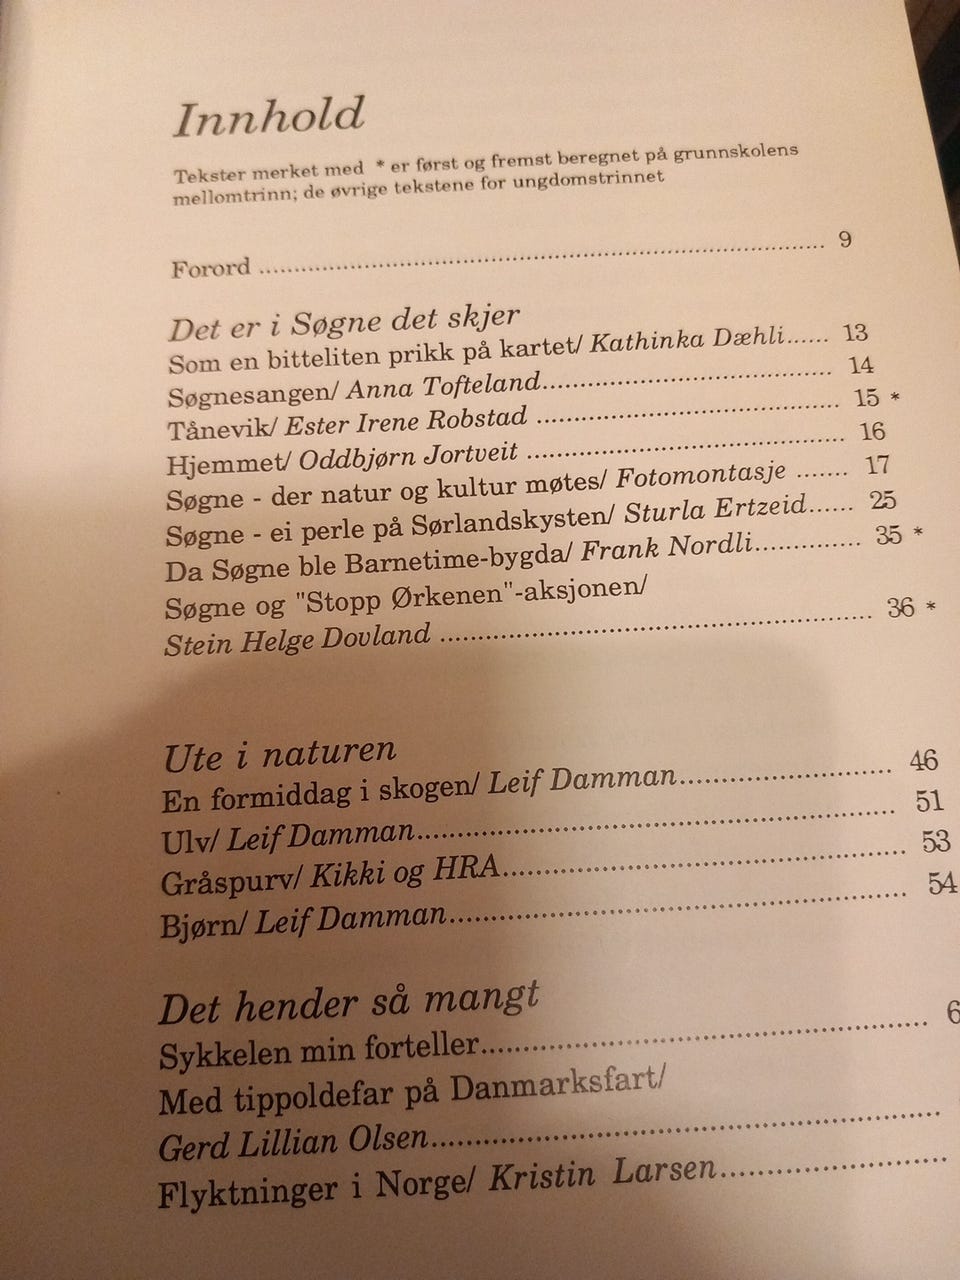 Innhold
Tekster merket med * er først og fremst beregnet på grunnskolens
mellomtrinn; de øvrige tekstene for ungdomstrinnet
Forord ........................................................................ 9
Det er i Søgne det skjer
Som en bitteliten prikk på kartet/ Kathinka Dæhli...... 13
Søgnesangen/ Anna Tofteland..................................... 14
Tånevik/ Ester Irene Robstad ...................................... 15 *
Hjemmet/ Oddbjørn Jortveit ........................................ 16
Søgne - der natur og kultur møtes/ Fotomontasje ....... 17
Søgne - ei perle på Sørlandskysten/ Sturla Ertzeid...... 25
Da Søgne ble Barnetime-bygda/ Frank Nordli.............. 35 *
Søgne og "Stopp Ørkenen"-aksjonen/
Stein Helge Dovland ..................................................... 36 *
Ute i naturen
En formiddag i skogen/ Leif Damman.......................... 46
Ulv/ Leif Damman......................................................... 51
Gråspurv/ Kikki og HRA............................................... 53
Bjørn/ Leif Damman...................................................... 54
Det hender så mangt
Sykkelen min forteller................................................... 6
Med tippoldefar på Danmarksfart/
Gerd Lillian Olsen.........................................................
Flyktninger i Norge/ Kristin Larsen..........................